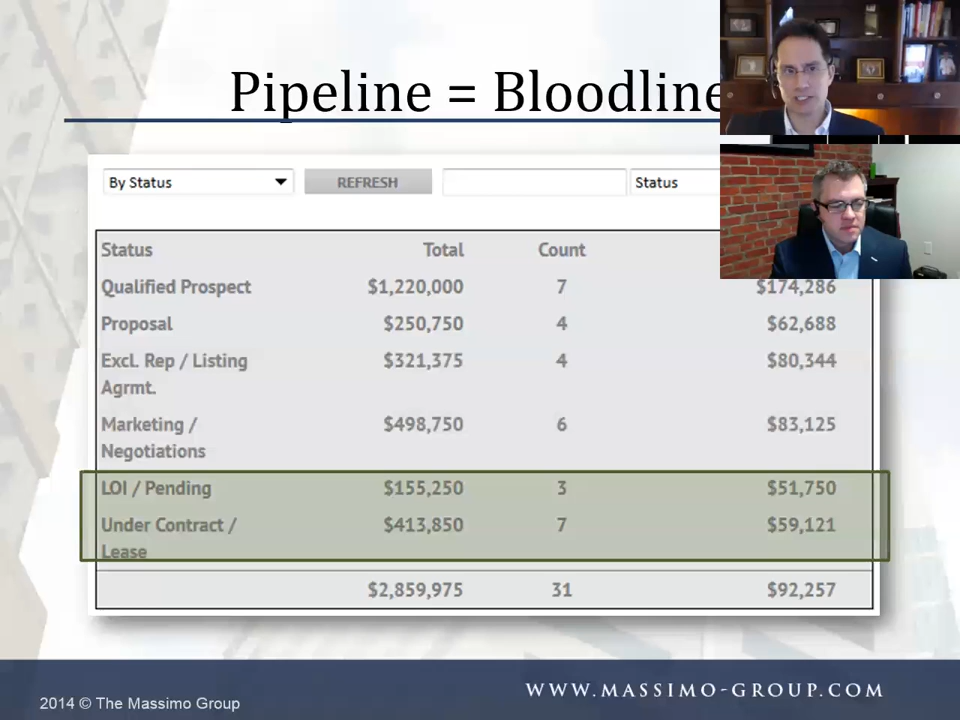 Pipeline = Bloodline
By Status REFRESH Status
Status Total Count
Qualified Prospect $1,220,000 7 $174,286
Proposal $250,750 4 $62,688
Excl. Rep / Listing $321,375 4 $80,344
Agrmt.
Marketing / $498,750 6 $83,125
Negotiations
LOI / Pending $155,250 3 $51,750
Under Contract / $413,850 7 $59,121
Lease
$2,859,975 31 $92,257
2014 © The Massimo Group
WWW.MASSIMO-GROUP.COM